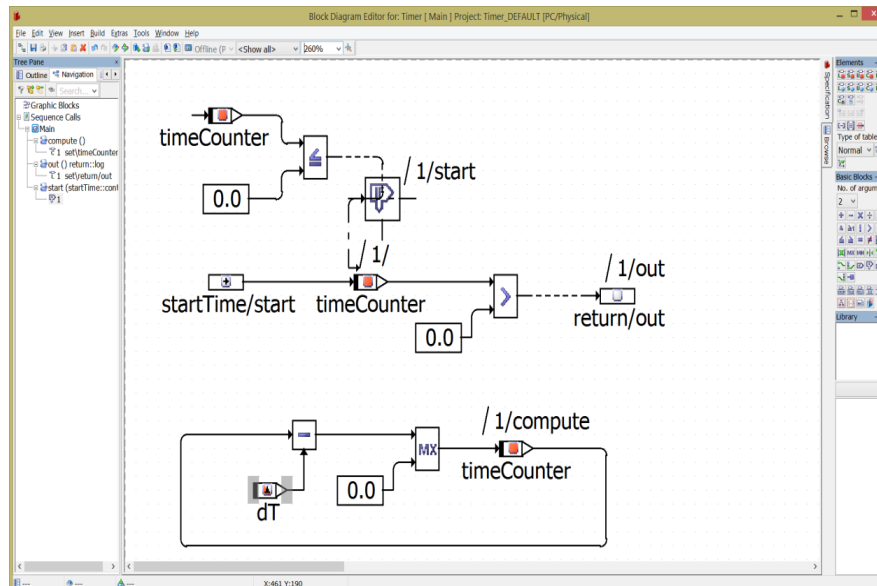 Block Diagram Editor for: Timer [ Main ] Project: Timer_DEFAULT [PC/Physical]
File Edit View Insert Build Extras Tools Window Help
Offline (P <Show all> 260%
Tree Pane
Outline Navigation
Search...
Graphic Blocks
Sequence Calls
Main
compute ()
1 set\timeCounter
out () return::log
1 set\return/out
start (startTime::cont
1
timeCounter
0.0
/ 1/start
/ 1/
startTime/start
timeCounter
0.0
/ 1/out
return/out
/ 1/compute
MX
timeCounter
dT
0.0
Specification
Browse
Elements
Type of table
Normal
Basic Blocks
No. of argum
2
Library
X:461 Y:190